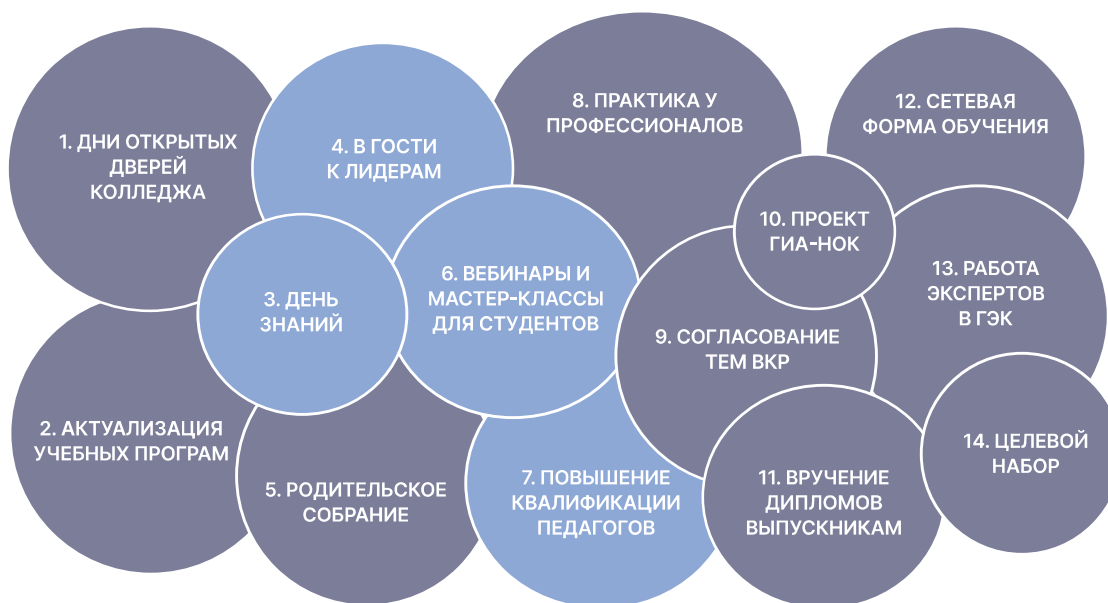 1. ДНИ ОТКРЫТЫХ
ДВЕРЕЙ
КОЛЛЕДЖА
2. АКТУАЛИЗАЦИЯ
УЧЕБНЫХ ПРОГРАМ
3. ДЕНЬ
ЗНАНИЙ
4. В ГОСТИ
К ЛИДЕРАМ
5. РОДИТЕЛЬСКОЕ
СОБРАНИЕ
6. ВЕБИНАРЫ И
МАСТЕР-КЛАССЫ
ДЛЯ СТУДЕНТОВ
7. ПОВЫШЕНИЕ
КВАЛИФИКАЦИИ
ПЕДАГОГОВ
8. ПРАКТИКА У
ПРОФЕССИОНАЛОВ
9. СОГЛАСОВАНИЕ
ТЕМ ВКР
10. ПРОЕКТ
ГИА-НОК
11. ВРУЧЕНИЕ
ДИПЛОМОВ
ВЫПУСКНИКАМ
12. СЕТЕВАЯ
ФОРМА ОБУЧЕНИЯ
13. РАБОТА
ЭКСПЕРТОВ
В ГЭК
14. ЦЕЛЕВОЙ
НАБОР